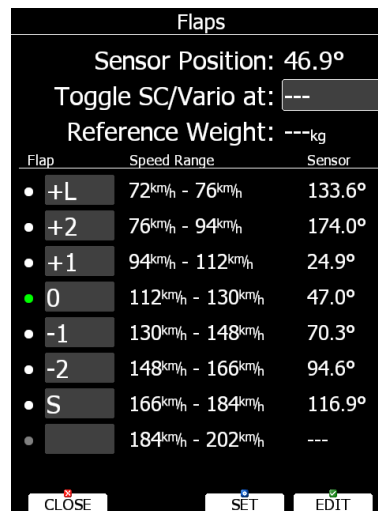 Flaps
Sensor Position: 46.9°
Toggle SC/Vario at: ---
Reference Weight: ---kg
Flap Speed Range Sensor
+L 72km/h - 76km/h 133.6°
+2 76km/h - 94km/h 174.0°
+1 94km/h - 112km/h 24.9°
0 112km/h - 130km/h 47.0°
-1 130km/h - 148km/h 70.3°
-2 148km/h - 166km/h 94.6°
S 166km/h - 184km/h 116.9°
184km/h - 202km/h ---
CLOSE SET EDIT